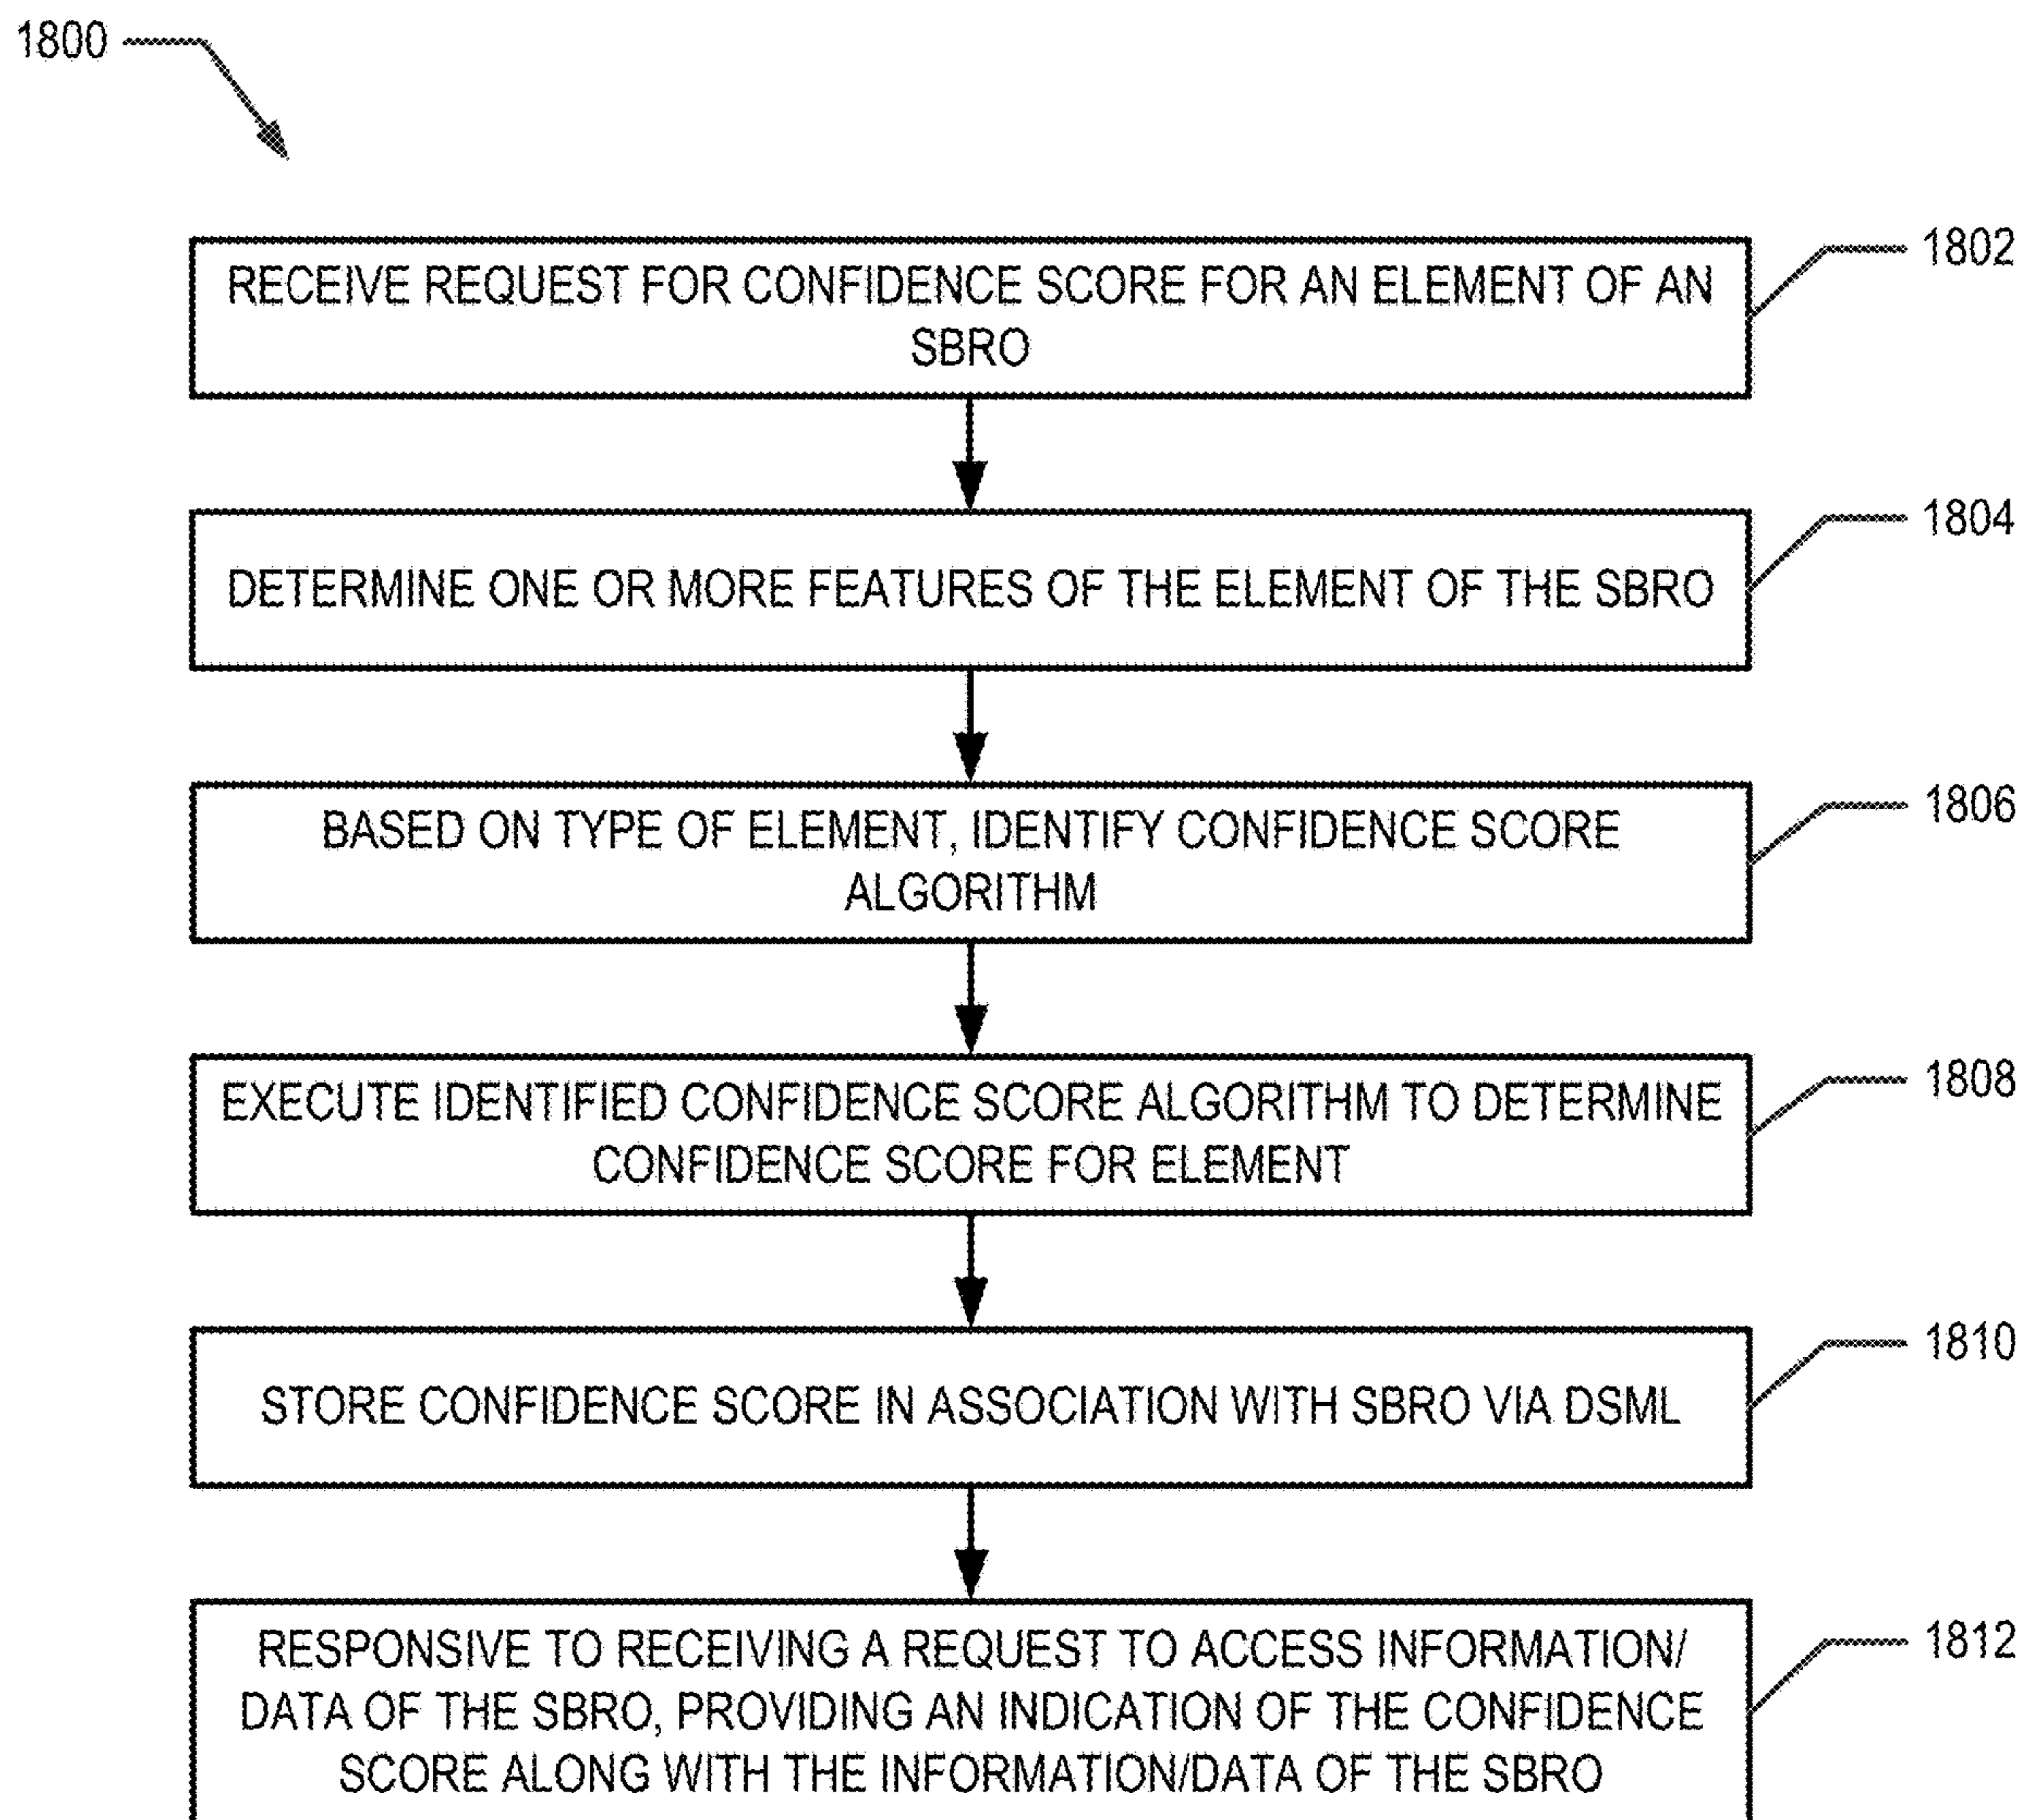 1800
1802
RECEIVE REQUEST FOR CONFIDENCE SCORE FOR AN ELEMENT OF AN
SBRO
1804
DETERMINE ONE OR MORE FEATURES OF THE ELEMENT OF THE SBRO
1806
BASED ON TYPE OF ELEMENT, IDENTIFY CONFIDENCE SCORE
ALGORITHM
1808
EXECUTE IDENTIFIED CONFIDENCE SCORE ALGORITHM TO DETERMINE
CONFIDENCE SCORE FOR ELEMENT
1810
STORE CONFIDENCE SCORE IN ASSOCIATION WITH SBRO VIA DSML
1812
RESPONSIVE TO RECEIVING A REQUEST TO ACCESS INFORMATION/
DATA OF THE SBRO, PROVIDING AN INDICATION OF THE CONFIDENCE
SCORE ALONG WITH THE INFORMATION/DATA OF THE SBRO